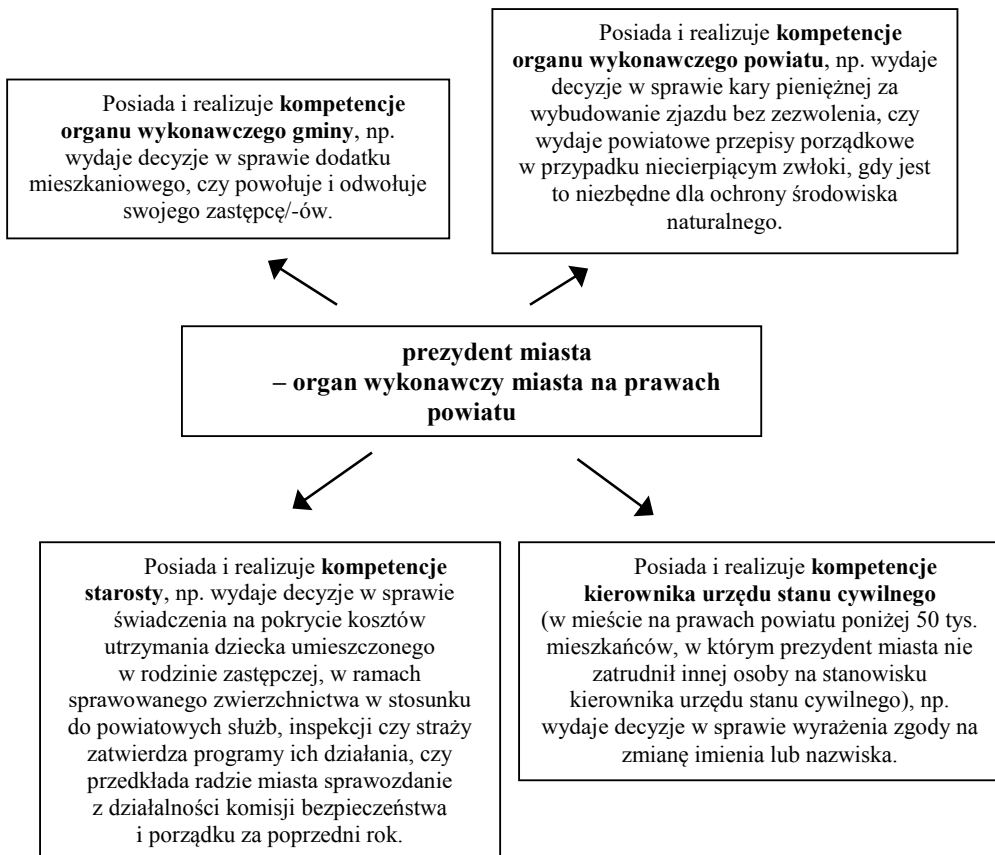 Posiada i realizuje kompetencje
organu wykonawczego gminy, np.
wydaje decyzje w sprawie dodatku
mieszkaniowego, czy powołuje i odwołuje
swojego zastępcę/-ów.
Posiada i realizuje kompetencje
organu wykonawczego powiatu, np. wydaje
decyzje w sprawie kary pieniężnej za
wybudowanie zjazdu bez zezwolenia, czy
wydaje powiatowe przepisy porządkowe
w przypadku niecierpiącym zwłoki, gdy jest
to niezbędne dla ochrony środowiska
naturalnego.
prezydent miasta
– organ wykonawczy miasta na prawach
powiatu
Posiada i realizuje kompetencje
starosty, np. wydaje decyzje w sprawie
świadczenia na pokrycie kosztów
utrzymania dziecka umieszczonego
w rodzinie zastępczej, w ramach
sprawowanego zwierzchnictwa w stosunku
do powiatowych służb, inspekcji czy straży
zatwierdza programy ich działania, czy
przedkłada radzie miasta sprawozdanie
z działalności komisji bezpieczeństwa
i porządku za poprzedni rok.
Posiada i realizuje kompetencje
kierownika urzędu stanu cywilnego
(w mieście na prawach powiatu poniżej 50 tys.
mieszkańców, w którym prezydent miasta nie
zatrudnił innej osoby na stanowisku
kierownika urzędu stanu cywilnego), np.
wydaje decyzje w sprawie wyrażenia zgody na
zmianę imienia lub nazwiska.